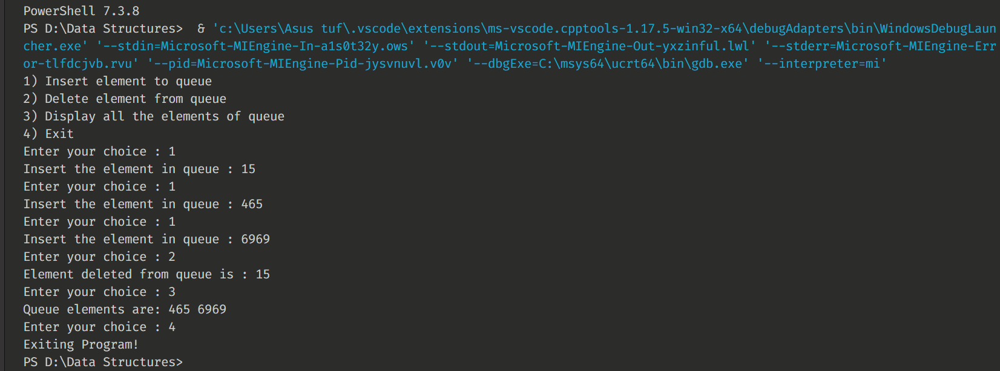 PowerShell 7.3.8
PS D:\Data Structures>  & 'c:\Users\Asus tuf\.vscode\extensions\ms-vscode.cpptools-1.17.5-win32-x64\debugAdapters\bin\WindowsDebugLaun
cher.exe' '--stdin=Microsoft-MIEngine-In-a1s0t32y.ows' '--stdout=Microsoft-MIEngine-Out-yxzinful.lwl' '--stderr=Microsoft-MIEngine-Err
or-tlfdcjvb.rvu' '--pid=Microsoft-MIEngine-Pid-jysvnuvl.v0v' '--dbgExe=C:\msys64\ucrt64\bin\gdb.exe' '--interpreter=mi'
1) Insert element to queue
2) Delete element from queue
3) Display all the elements of queue
4) Exit
Enter your choice : 1
Insert the element in queue : 15
Enter your choice : 1
Insert the element in queue : 465
Enter your choice : 1
Insert the element in queue : 6969
Enter your choice : 2
Element deleted from queue is : 15
Enter your choice : 3
Queue elements are: 465 6969
Enter your choice : 4
Exiting Program!
PS D:\Data Structures>